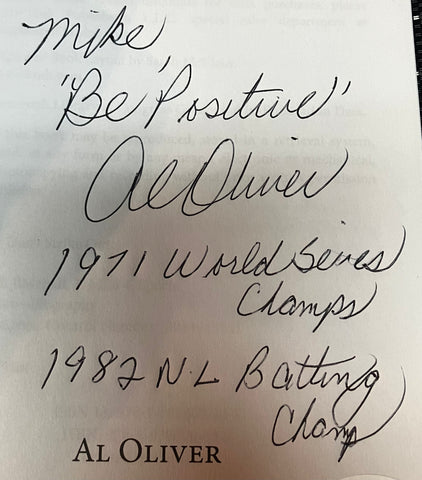 Mike,
"Be Positive"
Al Oliver
1971 World Series
Champs
1982 N.L Batting
Champ
AL OLIVER